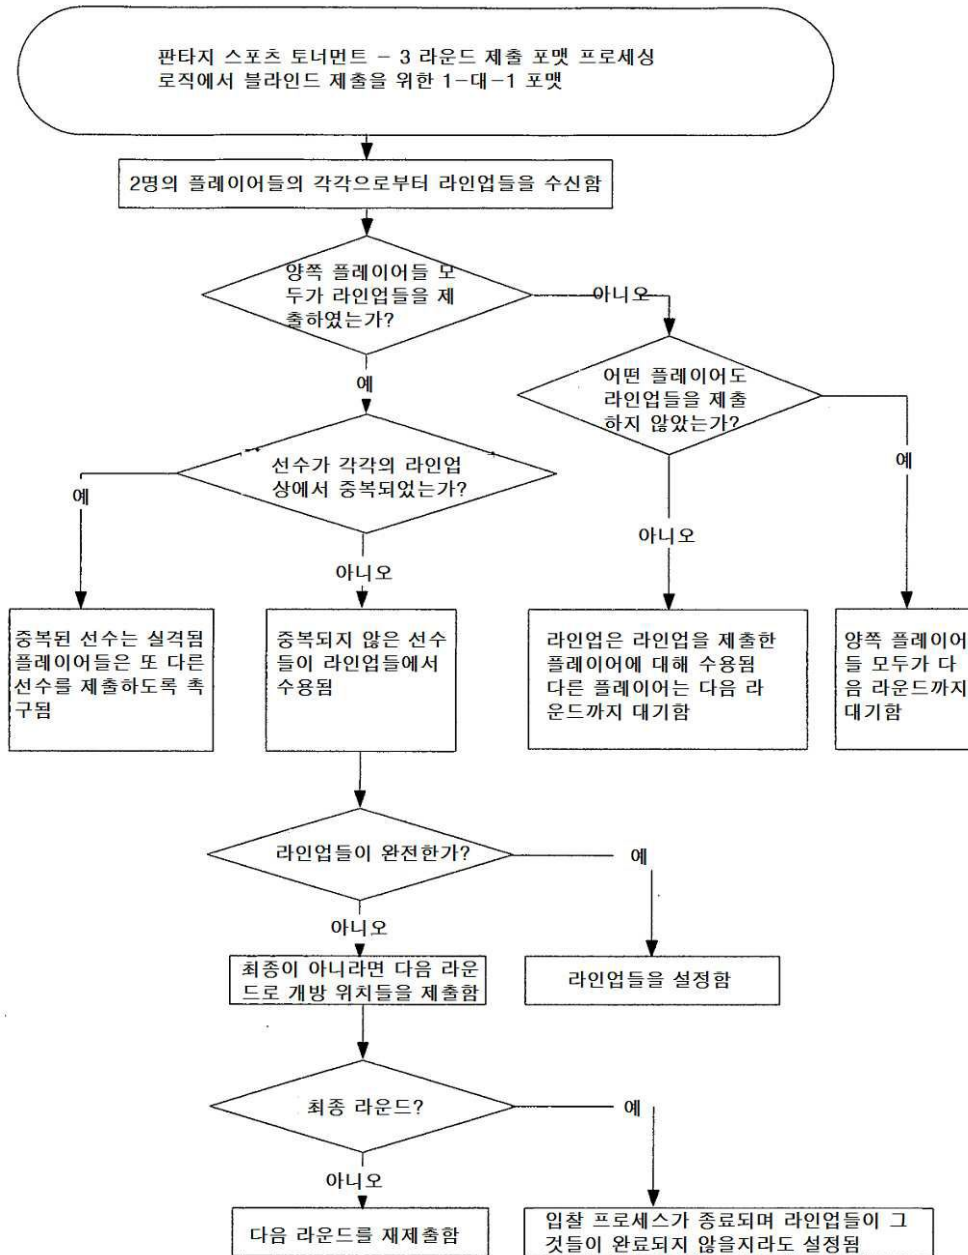 판타지 스포츠 토너먼트 – 3 라운드 제출 포맷 프로세싱
로직에서 블라인드 제출을 위한 1-대-1 포맷
2명의 플레이어들의 각각으로부터 라인업들을 수신함
양쪽 플레이어들 모
두가 라인업들을 제
출하였는가?
아니오
예
어떤 플레이어도
라인업들을 제출
하지 않았는가?
선수가 각각의 라인업
상에서 중복되었는가?
예
예
아니오
아니오
중복된 선수는 실격됨
플레이어들은 또 다른
선수를 제출하도록 촉
구됨
중복되지 않은 선수
들이 라인업들에서
수용됨
라인업은 라인업을 제출한
플레이어에 대해 수용됨
다른 플레이어는 다음 라
운드까지 대기함
양쪽 플레이어
들 모두가 다
음 라운드까지
대기함
라인업들이 완전한가?
예
아니오
최종이 아니라면 다음 라운
드로 개방 위치들을 제출함
라인업들을 설정함
최종 라운드?
예
아니오
다음 라운드를 재제출함
입찰 프로세스가 종료되며 라인업들이 그
것들이 완료되지 않을지라도 설정됨